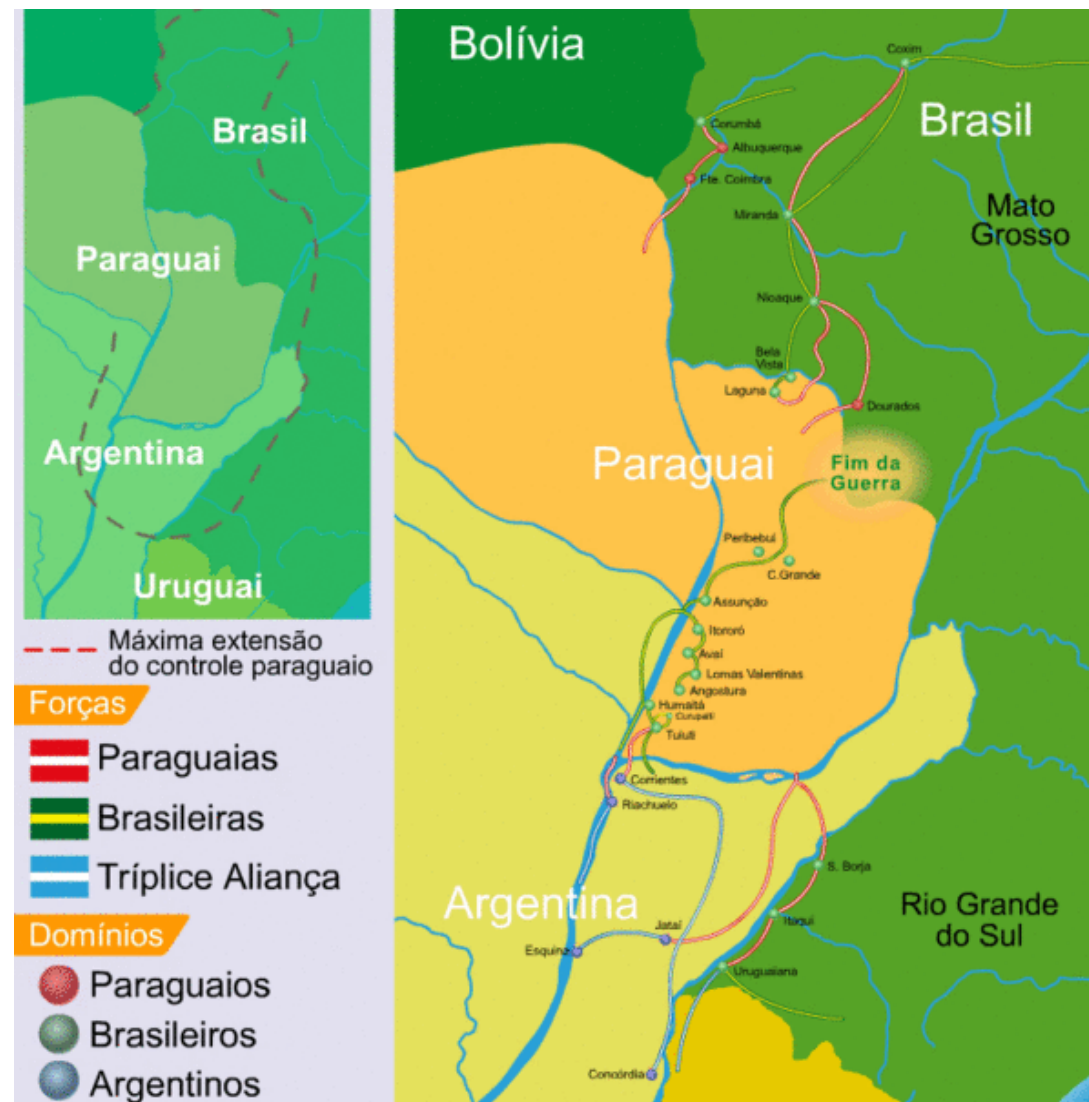 Brasil
Paraguai
Argentina
Uruguai
Máxima extensão
do controle paraguaio
Forças
Paraguaias
Brasileiras
Tríplice Aliança
Domínios
Paraguaios
Brasileiros
Argentinos
Bolívia
Coxim
Brasil
Corumbá
Albuquerque
Fte. Coimbra
Mato
Grosso
Miranda
Nioaque
Bela
Vista
Laguna
Dourados
Paraguai
Fim da
Guerra
Peribebuí
C.Grande
Assunção
Itororó
Avaí
Lomas Valentinas
Angostura
Humaitá
Curupaiti
Tuiuti
Corrientes
Riachuelo
S. Borja
Argentina
Rio Grande
do Sul
Itaqui
Jataí
Esquina
Uruguaiana
Concórdia